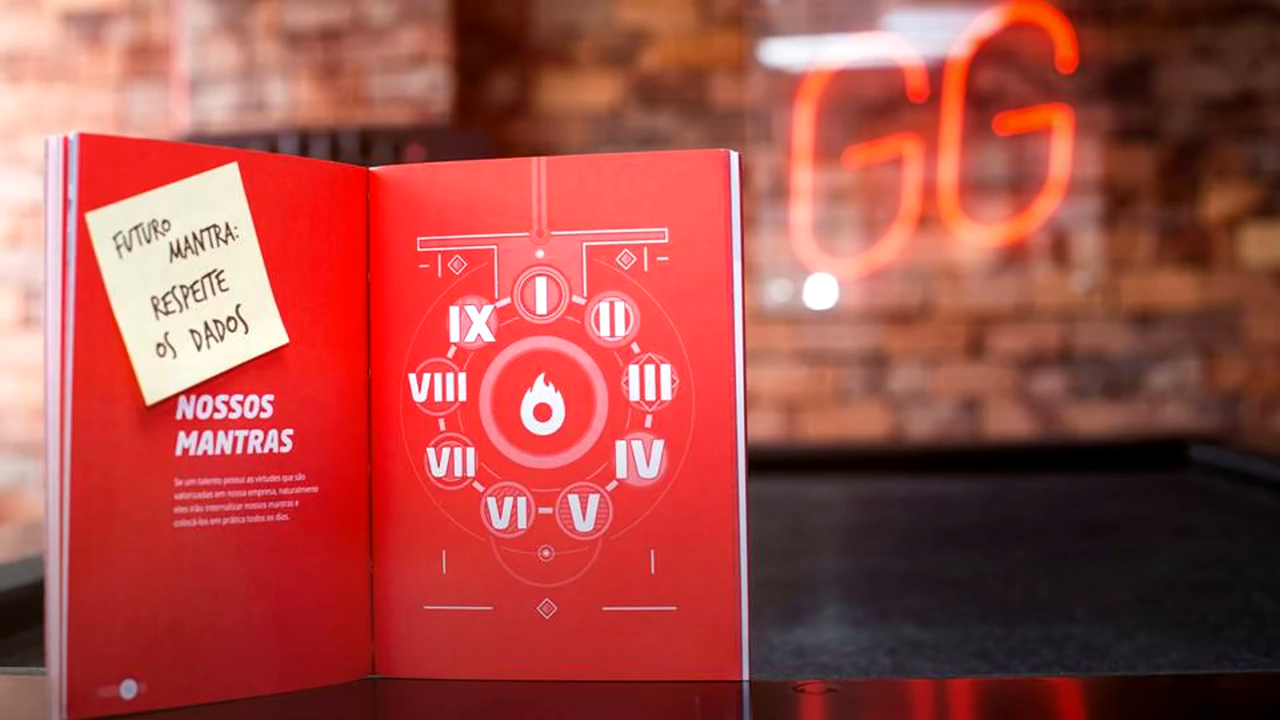 FUTURO
MANTRA:
RESPEITE
OS DADOS
NOSSOS
MANTRAS
Se um talento possui as virtudes que são
valorizadas em nossa empresa, naturalmente
eles irão internalizar nossos mantras e
colocá-los em prática todos os dias.
I
II
III
IV
V
VI
VII
VIII
IX
GG